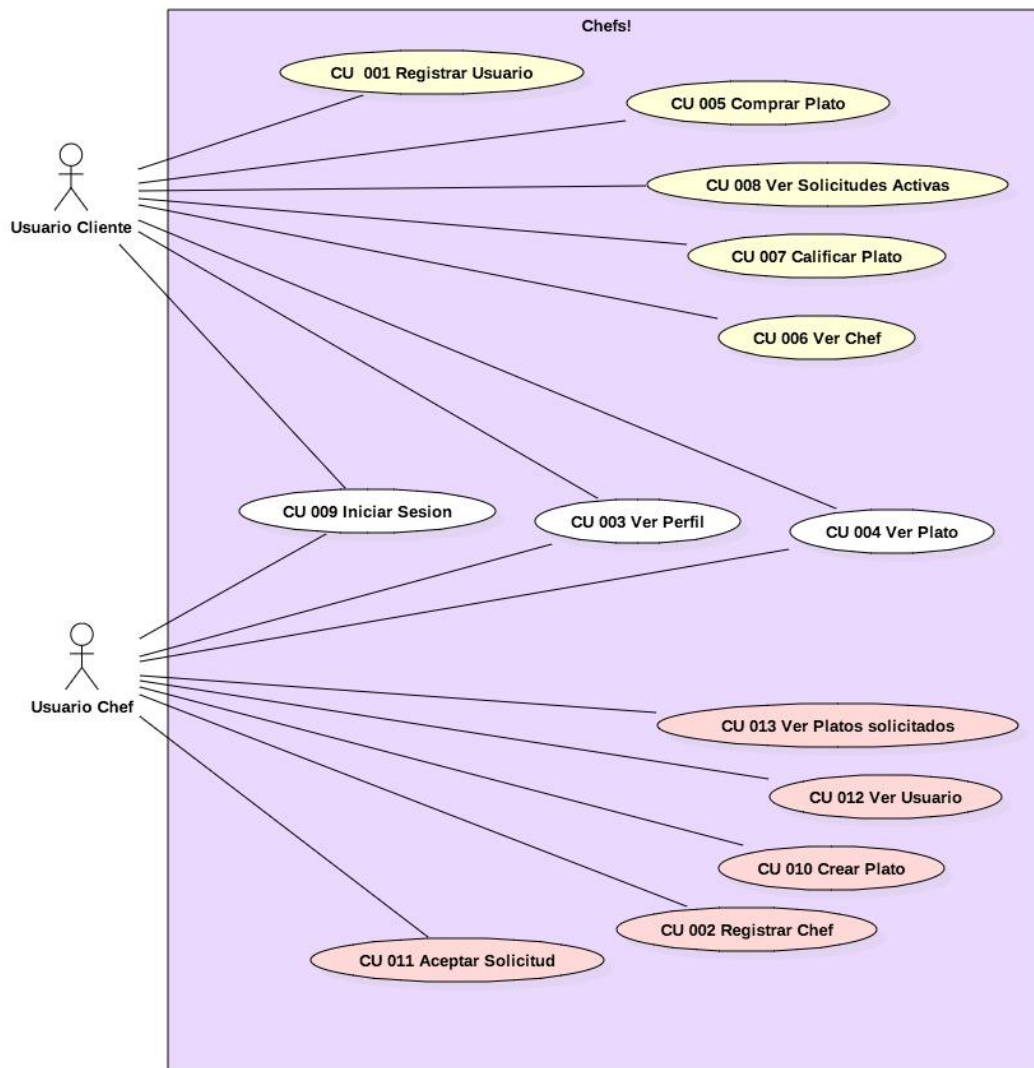 Chefs!
CU  001 Registrar Usuario
CU 005 Comprar Plato
CU 008 Ver Solicitudes Activas
Usuario Cliente
CU 007 Calificar Plato
CU 006 Ver Chef
CU 009 Iniciar Sesion
CU 003 Ver Perfil
CU 004 Ver Plato
Usuario Chef
CU 013 Ver Platos solicitados
CU 012 Ver Usuario
CU 010 Crear Plato
CU 002 Registrar Chef
CU 011 Aceptar Solicitud